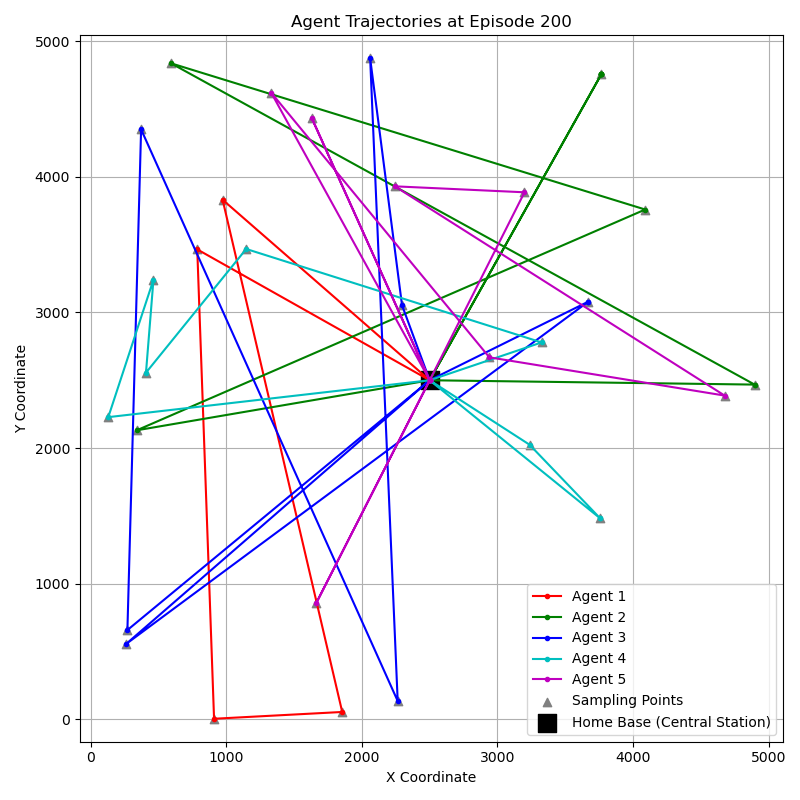 Agent Trajectories at Episode 200
Y Coordinate
5000
4000
3000
2000
1000
0
0 1000 2000 3000 4000 5000
X Coordinate
Agent 1
Agent 2
Agent 3
Agent 4
Agent 5
Sampling Points
Home Base (Central Station)